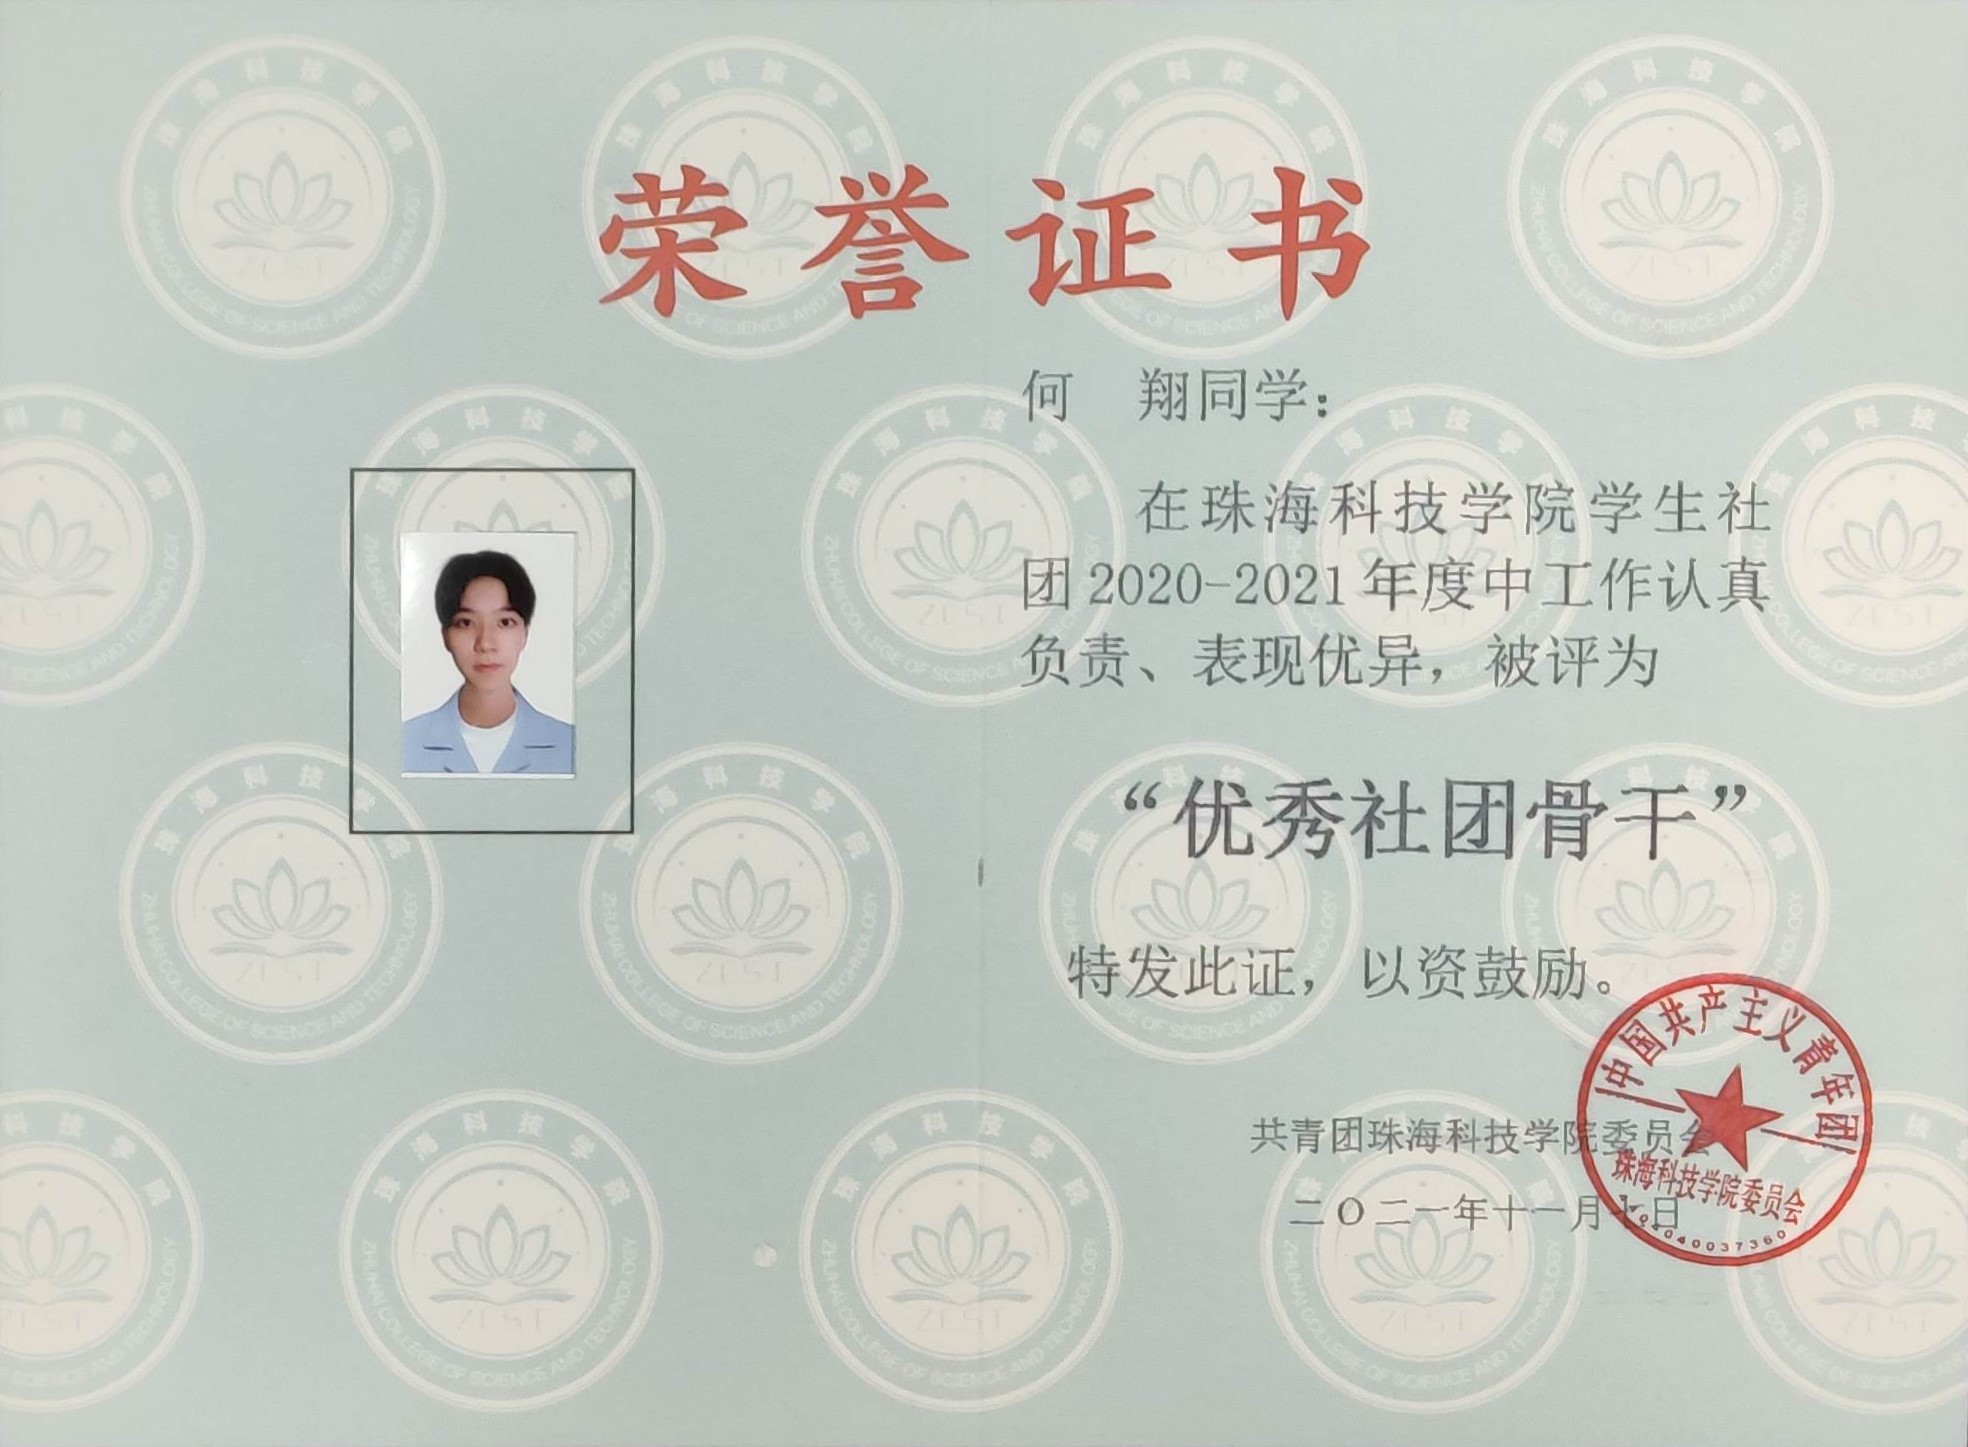 荣誉证书
何 翔同学：
在珠海科技学院学生社
团2020-2021年度中工作认真
负责、表现优异，被评为
“优秀社团骨干”
特发此证，以资鼓励。
共青团珠海科技学院委员会
二〇二一年十一月 日
中国共产主义青年团
珠海科技学院委员会
珠海科技学院
ZHUHAI COLLEGE OF SCIENCE AND TECHNOLOGY
ZCST